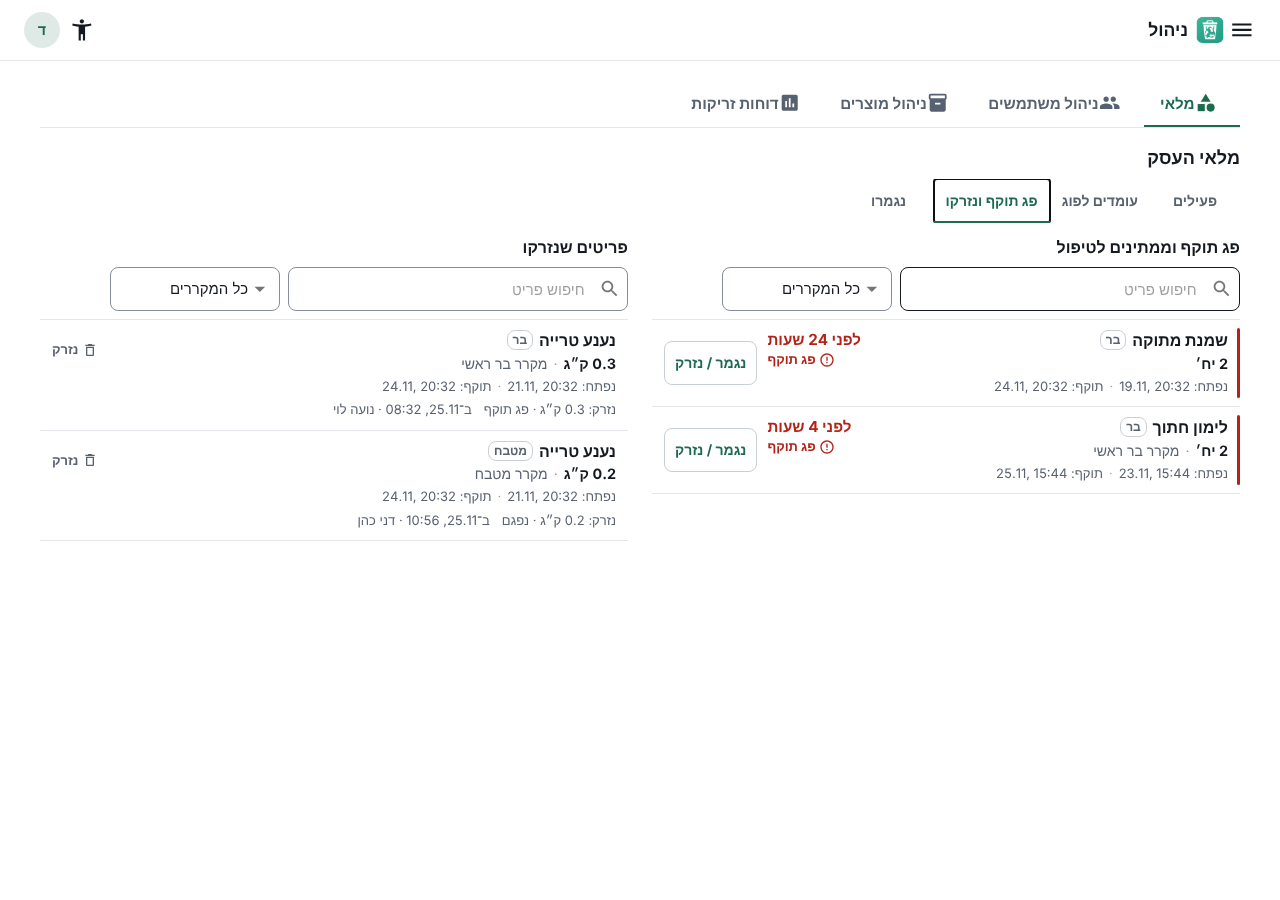 ניהול
ד
מלאי
ניהול משתמשים
ניהול מוצרים
דוחות זריקות
מלאי העסק
פעילים
עומדים לפוג
פג תוקף ונזרקו
נגמרו
פג תוקף וממתינים לטיפול
חיפוש פריט
כל המקררים
שמנת מתוקה בר
2 יח׳
נפתח: 19.11, 20:32 · תוקף: 24.11, 20:32
לפני 24 שעות
פג תוקף
נגמר / נזרק
לימון חתוך בר
2 יח׳ · מקרר בר ראשי
נפתח: 23.11, 15:44 · תוקף: 25.11, 15:44
לפני 4 שעות
פג תוקף
נגמר / נזרק
פריטים שנזרקו
חיפוש פריט
כל המקררים
נענע טרייה בר
0.3 ק״ג · מקרר בר ראשי
נפתח: 21.11, 20:32 · תוקף: 24.11, 20:32
נזרק: 0.3 ק״ג · פג תוקף ב־25.11, 08:32 · נועה לוי
נזרק
נענע טרייה מטבח
0.2 ק״ג · מקרר מטבח
נפתח: 21.11, 20:32 · תוקף: 24.11, 20:32
נזרק: 0.2 ק״ג · נפגם ב־25.11, 10:56 · דני כהן
נזרק